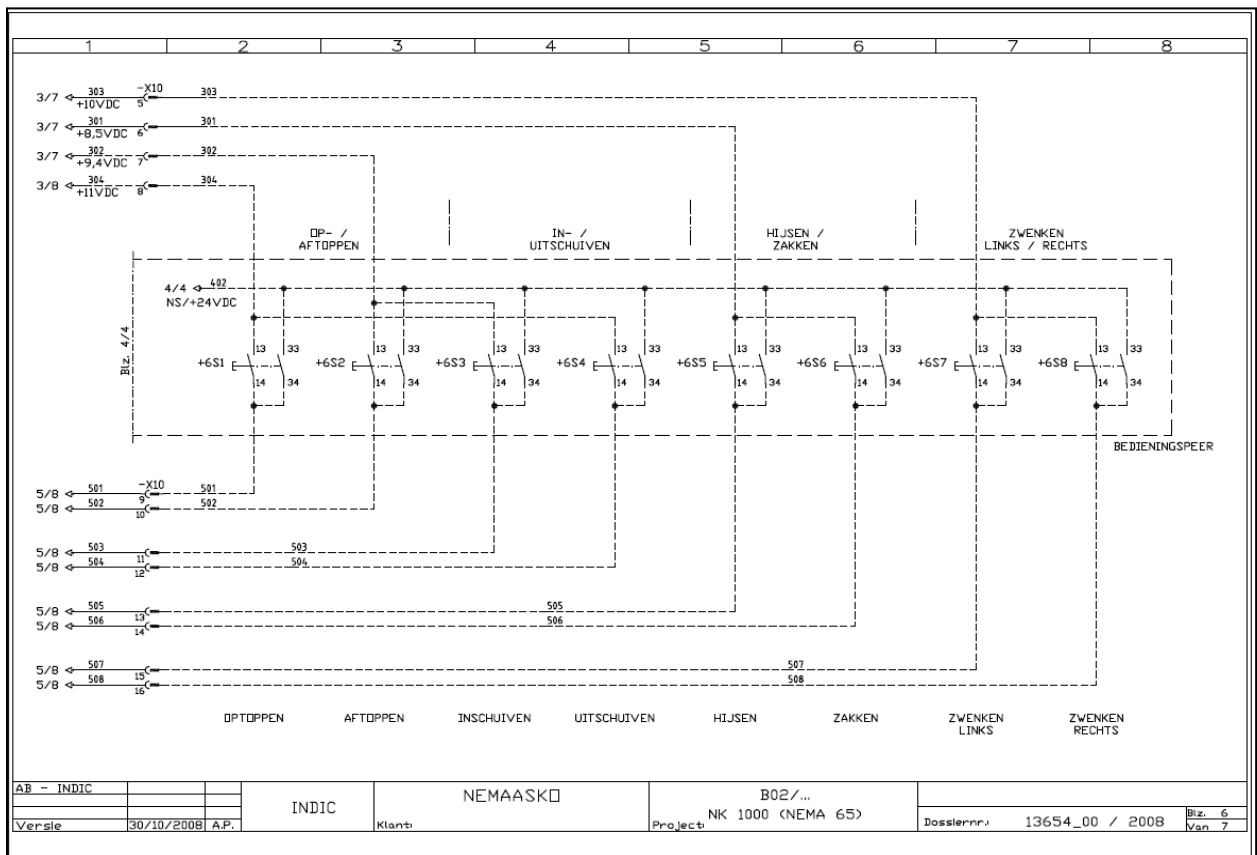 1 2 3 4 5 6 7 8
3/7 303 -X10 303
+10VDC 5
3/7 301 301
+8,5VDC 6
3/7 302 302
+9,4VDC 7
3/8 304 304
+11VDC 8
OP- /
AFTOPPEN
IN- /
UITSCHUIVEN
HIJSEN /
ZAKKEN
ZWENKEN
LINKS / RECHTS
4/4 402
NS/+24VDC
Blz. 4/4
13 33 13 33 13 33 13 33 13 33 13 33 13 33 13 33
+6S1 +6S2 +6S3 +6S4 +6S5 +6S6 +6S7 +6S8
14 34 14 34 14 34 14 34 14 34 14 34 14 34 14 34
BEDIENINGSPEER
-X10
5/8 501 9 501
5/8 502 10 502
5/8 503 11 503
5/8 504 12 504
5/8 505 13 505
5/8 506 14 506
5/8 507 15 507
5/8 508 16 508
OPTOPPEN AFTOPPEN INSCHUIVEN UITSCHUIVEN HIJSEN ZAKKEN ZWENKEN LINKS ZWENKEN RECHTS
AB - INDIC
Versie 30/10/2008 A.P.
INDIC
NEMAASKO
Klant:
B02/...
Project: NK 1000 (NEMA 65)
Dossiernr.: 13654_00 / 2008
Blz. 6
Van 7